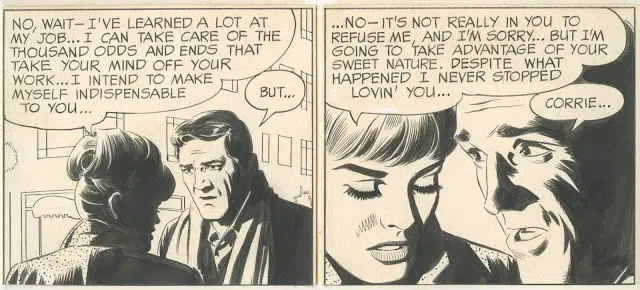 NO, WAIT–I'VE LEARNED A LOT AT
MY JOB... I CAN TAKE CARE OF THE
THOUSAND ODDS AND ENDS THAT
TAKE YOUR MIND OFF YOUR
WORK... I INTEND TO MAKE
MYSELF INDISPENSABLE
TO YOU...
BUT...
...NO–IT'S NOT REALLY IN YOU TO
REFUSE ME, AND I'M SORRY... BUT I'M
GOING TO TAKE ADVANTAGE OF YOUR
SWEET NATURE. DESPITE WHAT
HAPPENED I NEVER STOPPED
LOVIN' YOU...
CORRIE...